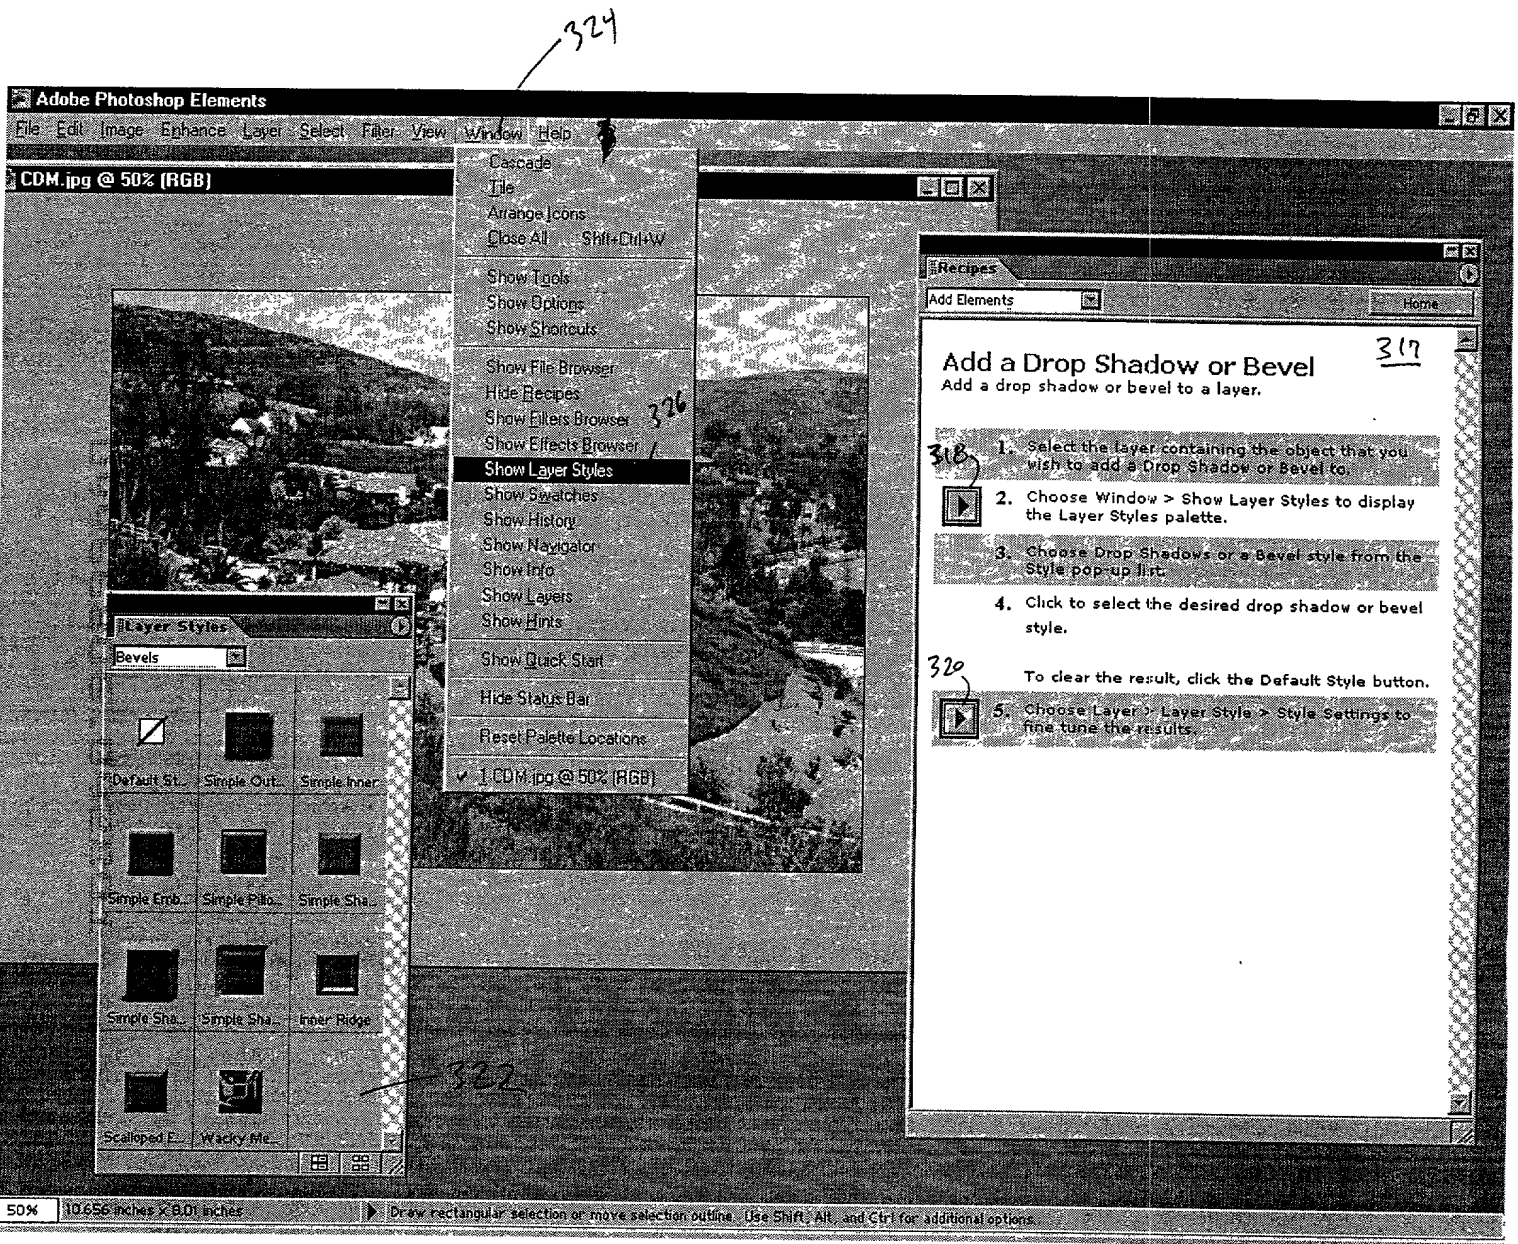 324
Adobe Photoshop Elements
File Edit Image Enhance Layer Select Filter View Window Help
CDM.jpg @ 50% (RGB)
Cascade
Tile
Arrange Icons
Close All Shft+Ctrl+W
Show Tools
Show Options
Show Shortcuts
Show File Browser
Hide Recipes
Show Filters Browser
326
Show Effects Browser
Show Layer Styles
Show Swatches
Show History
Show Navigator
Show Info
Show Layers
Show Hints
Show Quick Start
Hide Status Bar
Reset Palette Locations
✔ 1 CDM.jpg @ 50% (RGB)
Recipes
Add Elements Home
317
Add a Drop Shadow or Bevel
Add a drop shadow or bevel to a layer.
318
1. Select the layer containing the object that you
wish to add a Drop Shadow or Bevel to.
2. Choose Window > Show Layer Styles to display
the Layer Styles palette.
3. Choose Drop Shadows or a Bevel style from the
Style pop-up list.
4. Click to select the desired drop shadow or bevel
style.
320
To clear the result, click the Default Style button.
5. Choose Layer > Layer Style > Style Settings to
fine tune the results.
Layer Styles
Bevels
Default St... Simple Out... Simple Inner
Simple Emb... Simple Pillo... Simple Sha...
Simple Sha... Simple Sha... Inner Ridge
322
Scalloped E... Wacky Me...
50% 10.656 inches x 8.01 inches Draw rectangular selection or move selection outline. Use Shift, Alt, and Ctrl for additional options.